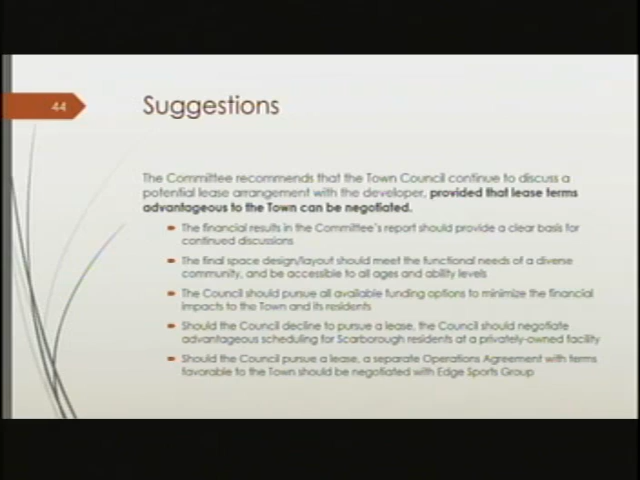 44
Suggestions
The Committee recommends that the Town Council continue to discuss a
potential lease arrangement with the developer, provided that lease terms
advantageous to the Town can be negotiated.
The financial results in the Committee's report should provide a clear basis for
continued discussions
The final space design/layout should meet the functional needs of a diverse
community, and be accessible to all ages and ability levels
The Council should pursue all available funding options to minimize the financial
impacts to the Town and its residents
Should the Council decline to pursue a lease, the Council should negotiate
advantageous scheduling for Scarborough residents at a privately-owned facility
Should the Council pursue a lease, a separate Operations Agreement with terms
favorable to the Town should be negotiated with Edge Sports Group